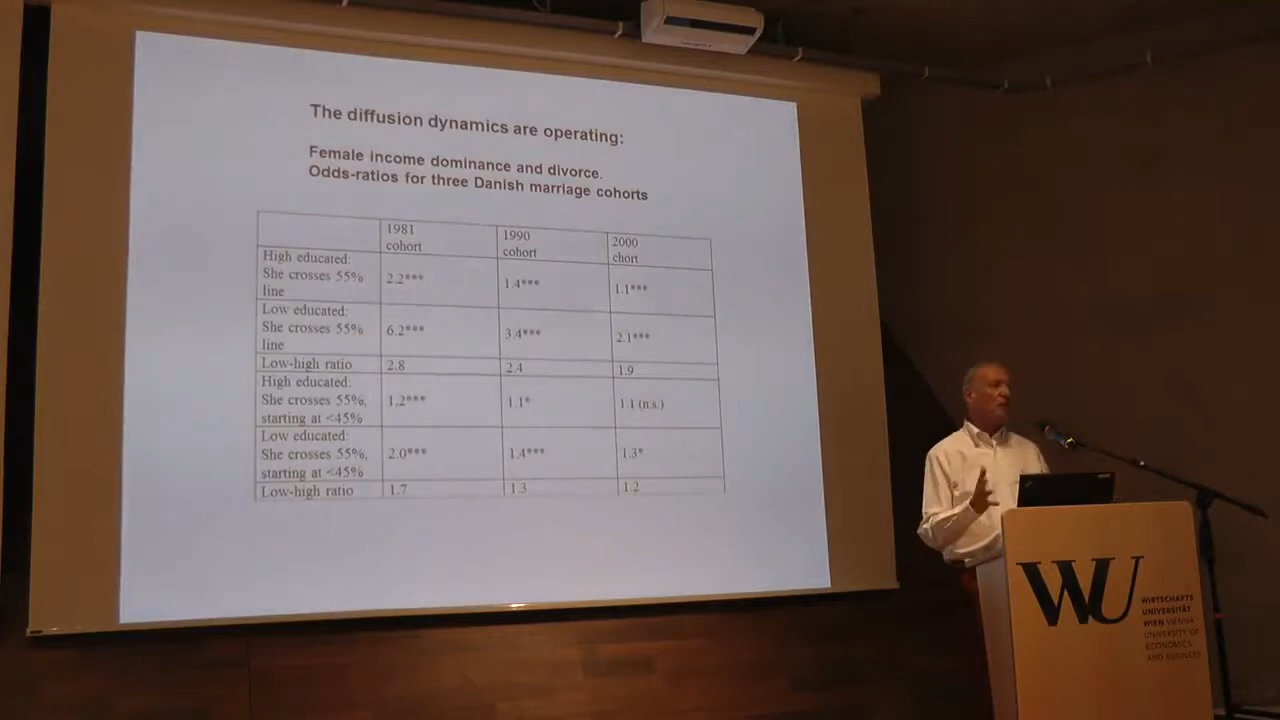 The diffusion dynamics are operating:
Female income dominance and divorce.
Odds-ratios for three Danish marriage cohorts
1981 cohort
1990 cohort
2000 chort
High educated:
She crosses 55%
line
2.2***
1.4***
1.1***
Low educated:
She crosses 55%
line
6.2***
3.4***
2.1***
Low-high ratio
2.8
2.4
1.9
High educated:
She crosses 55%,
starting at <45%
1.2***
1.1*
1.1 (n.s.)
Low educated:
She crosses 55%,
starting at <45%
2.0***
1.4***
1.3*
Low-high ratio
1.7
1.3
1.2
WU
WIRTSCHAFTS
UNIVERSITÄT
WIEN VIENNA
UNIVERSITY OF
ECONOMICS
AND BUSINESS